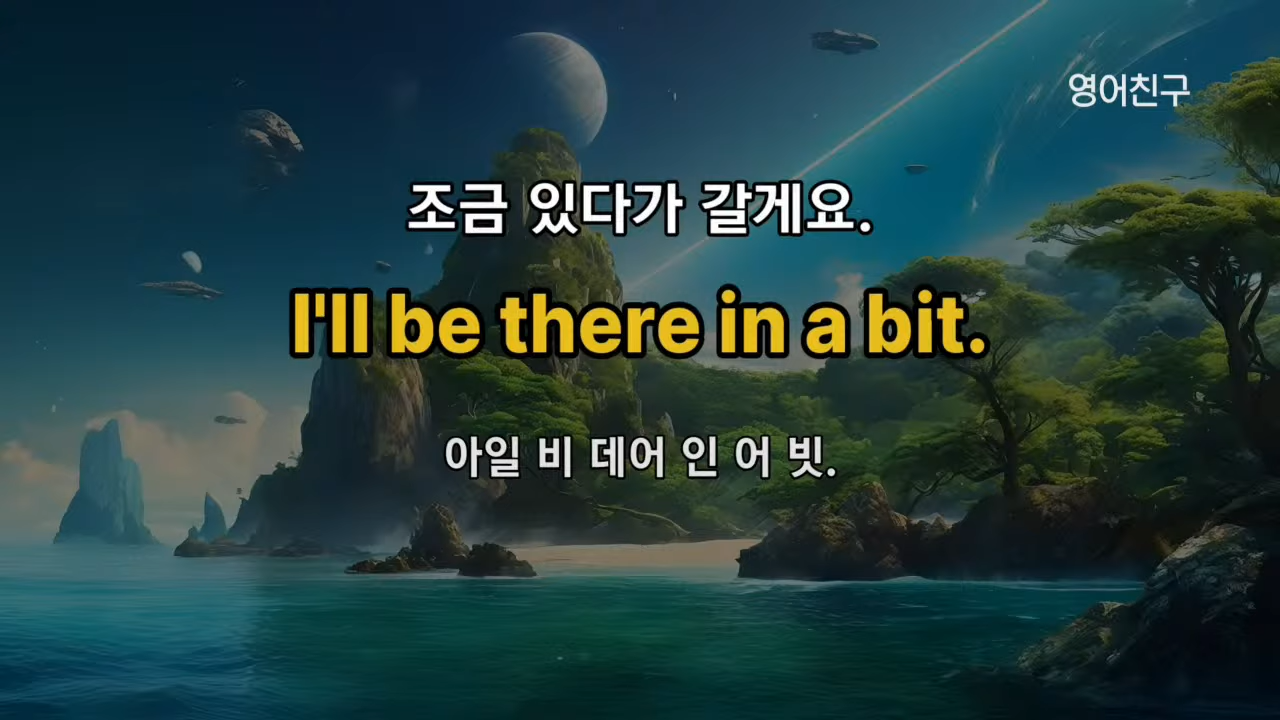 영어친구
조금 있다가 갈게요.
I'll be there in a bit.
아일 비 데어 인 어 빗.